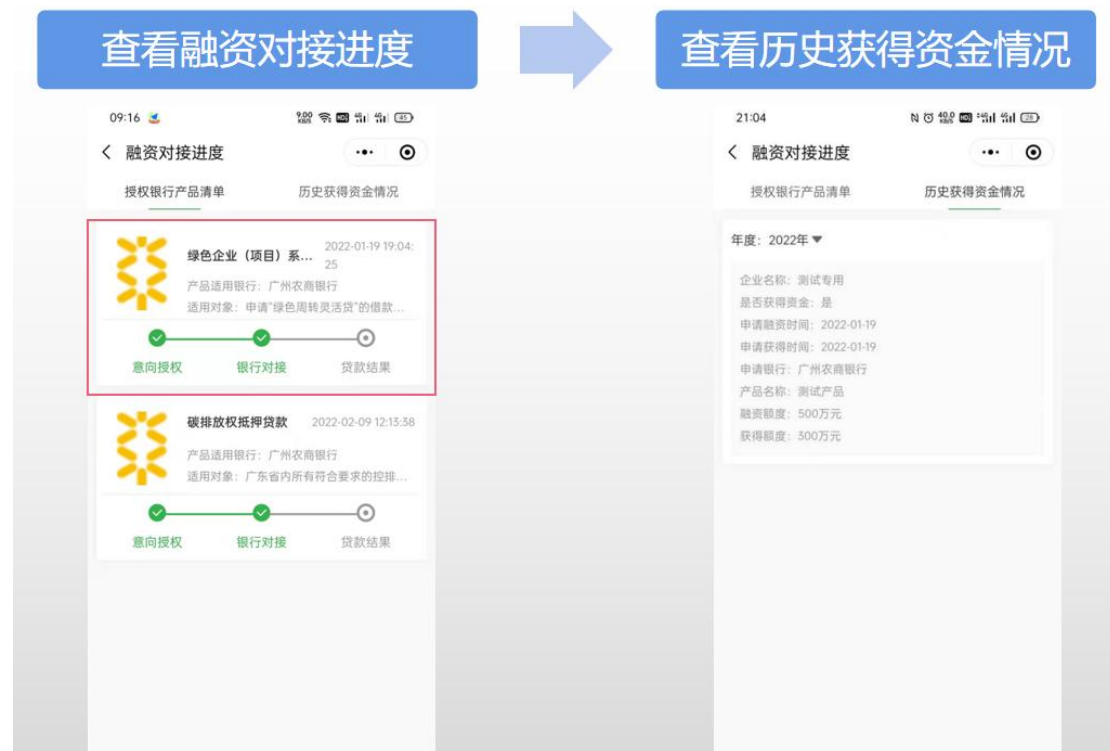 查看融资对接进度
查看历史获得资金情况
09:16
9.00 KB/S HD 4G 4G 45
融资对接进度
授权银行产品清单
历史获得资金情况
绿色企业（项目）系...
2022-01-19 19:04:
25
产品适用银行：广州农商银行
适用对象：申请“绿色周转灵活贷”的借款...
意向授权
银行对接
贷款结果
碳排放权抵押贷款
2022-02-09 12:13:38
产品适用银行：广州农商银行
适用对象：广东省内所有符合要求的控排...
意向授权
银行对接
贷款结果
21:04
40.0 KB/S HD 4G 28
融资对接进度
授权银行产品清单
历史获得资金情况
年度：2022年
企业名称：测试专用
是否获得资金：是
申请融资时间：2022-01-19
申请获得时间：2022-01-19
申请银行：广州农商银行
产品名称：测试产品
融资额度：500万元
获得额度：300万元